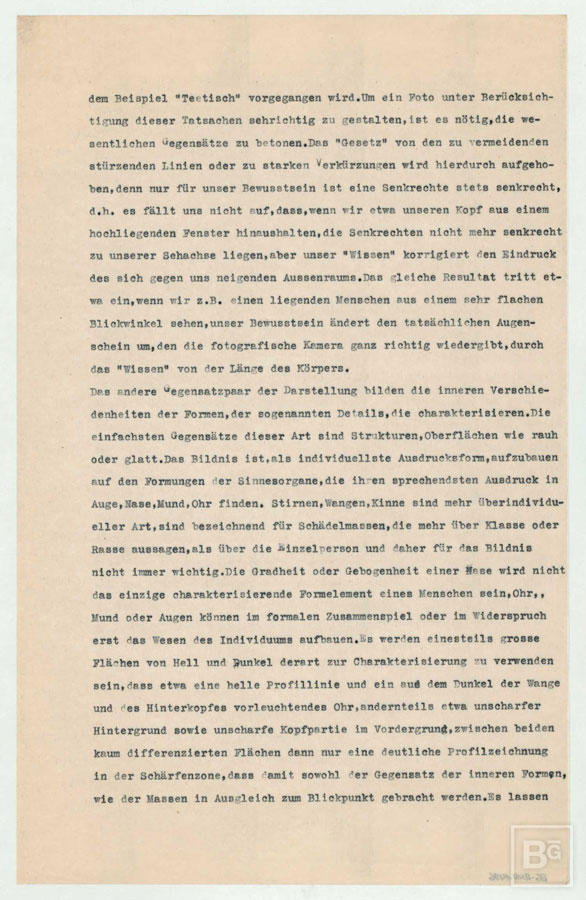 dem Beispiel "Teetisch" vorgegangen wird.Um ein Foto unter Berücksich-
tigung dieser Tatsachen sehrichtig zu gestalten,ist es nötig,die we-
sentlichen Gegensätze zu betonen.Das "Gesetz" von den zu vermeidenden
stürzenden Linien oder zu starken Verkürzungen wird hierdurch aufgeho-
ben,denn nur für unser Bewusstsein ist eine Senkrechte stets senkrecht,
d.h. es fällt uns nicht auf,dass,wenn wir etwa unseren Kopf aus einem
hochliegenden Fenster hinaushalten,die Senkrechten nicht mehr senkrecht
zu unserer Sehachse liegen,aber unser "Wissen" korrigiert den Eindruck
des sich gegen uns neigenden Aussenraums.Das gleiche Resultat tritt et-
wa ein,wenn wir z.B. einen liegenden Menschen aus einem sehr flachen
Blickwinkel sehen,unser Bewusstsein ändert den tatsächlichen Augen-
schein um,den die fotografische Kamera ganz richtig wiedergibt,durch
das "Wissen" von der Länge des Körpers.
Das andere Gegensatzpaar der Darstellung bilden die inneren Verschie-
denheiten der Formen,der sogenannten Details,die charakterisieren.Die
einfachsten Gegensätze dieser Art sind Strukturen,Oberflächen wie rauh
oder glatt.Das Bildnis ist,als individuellste Ausdrucksform,aufzubauen
auf den Formungen der Sinnesorgane,die ihren sprechendsten Ausdruck in
Auge,Nase,Mund,Ohr finden. Stirnen,Wangen,Kinne sind mehr überindividu-
eller Art,sind bezeichnend für Schädelmassen,die mehr über Klasse oder
Rasse aussagen,als über die Einzelperson und daher für das Bildnis
nicht immer wichtig.Die Gradheit oder Gebogenheit einer Nase wird nicht
das einzige charakterisierende Formelement eines Menschen sein,Ohr,,
Mund oder Augen können im formalen Zusammenspiel oder im Widerspruch
erst das Wesen des Individuums aufbauen.Es werden einesteils grosse
Flächen von Hell und Dunkel derart zur Charakterisierung zu verwenden
sein,dass etwa eine helle Profillinie und ein aus dem Dunkel der Wange
und des Hinterkopfes vorleuchtendes Ohr,andernteils etwa unscharfer
Hintergrund sowie unscharfe Kopfpartie im Vordergrund,zwischen beiden
kaum differenzierten Flächen dann nur eine deutliche Profilzeichnung
in der Schärfenzone,dass damit sowohl der Gegensatz der inneren Formen,
wie der Massen in Ausgleich zum Blickpunkt gebracht werden.Es lassen
BG